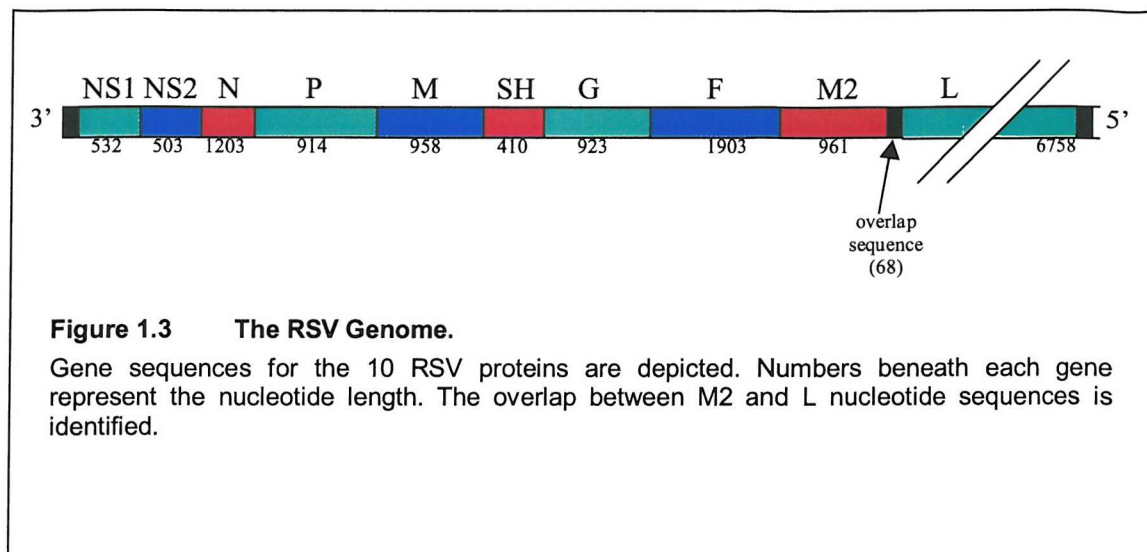 NS1 NS2 N P M SH G F M2 L
3’ 5’
532 503 1203 914 958 410 923 1903 961 6758
overlap
sequence
(68)
Figure 1.3 The RSV Genome.
Gene sequences for the 10 RSV proteins are depicted. Numbers beneath each gene
represent the nucleotide length. The overlap between M2 and L nucleotide sequences is
identified.